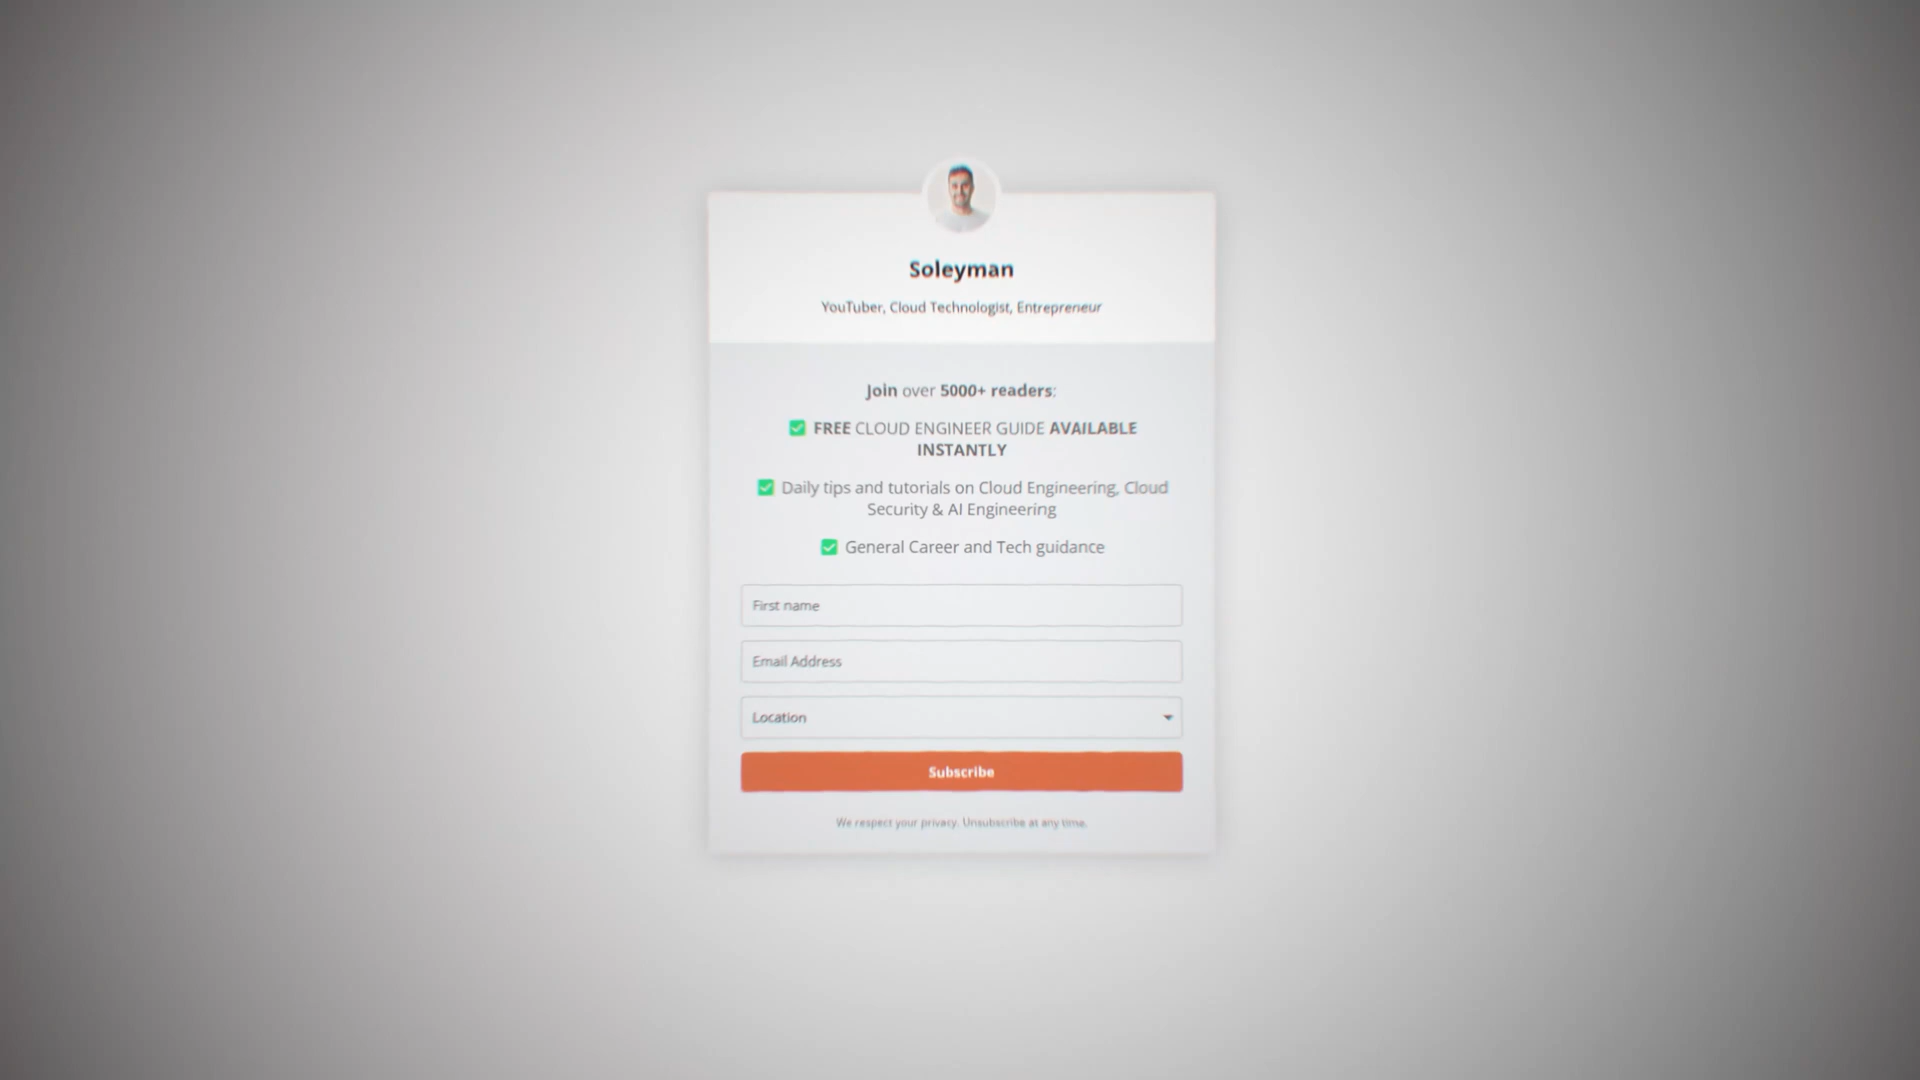 Soleyman
YouTuber, Cloud Technologist, Entrepreneur
Join over 5000+ readers:
✅ FREE CLOUD ENGINEER GUIDE AVAILABLE
INSTANTLY
✅ Daily tips and tutorials on Cloud Engineering, Cloud
Security & AI Engineering
✅ General Career and Tech guidance
First name
Email Address
Location
Subscribe
We respect your privacy. Unsubscribe at any time.